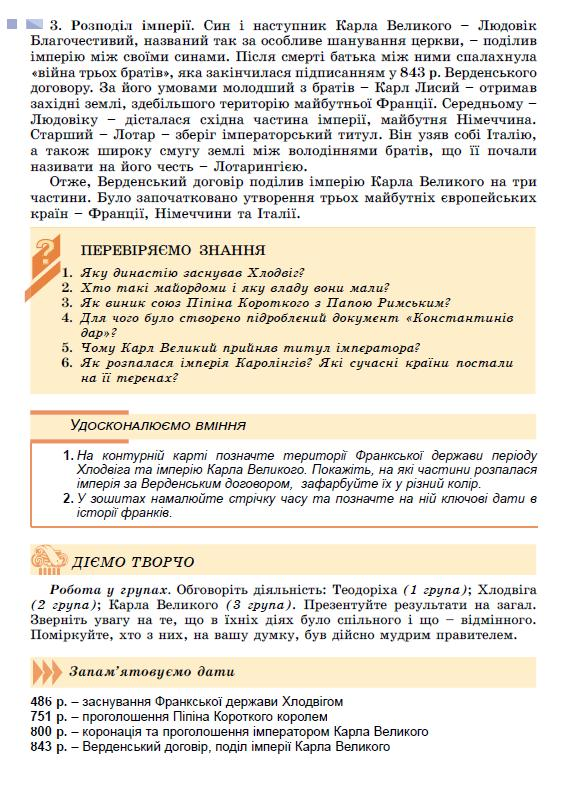 3. Розподіл імперії. Син і наступник Карла Великого – Людовік
Благочестивий, названий так за особливе шанування церкви, – поділив
імперію між своїми синами. Після смерті батька між ними спалахнула
«війна трьох братів», яка закінчилася підписанням у 843 р. Верденського
договору. За його умовами молодший з братів – Карл Лисий – отримав
західні землі, здебільшого територію майбутньої Франції. Середньому –
Людовіку – дісталася східна частина імперії, майбутня Німеччина.
Старший – Лотар – зберіг імператорський титул. Він узяв собі Італію,
а також широку смугу землі між володіннями братів, що її почали
називати на його честь – Лотарингією.
Отже, Верденський договір поділив імперію Карла Великого на три
частини. Було започатковано утворення трьох майбутніх європейських
країн – Франції, Німеччини та Італії.
?
ПЕРЕВІРЯЄМО ЗНАННЯ
1. Яку династію заснував Хлодвіг?
2. Хто такі майордоми і яку владу вони мали?
3. Як виник союз Піпіна Короткого з Папою Римським?
4. Для чого було створено підроблений документ «Константинів
дар»?
5. Чому Карл Великий прийняв титул імператора?
6. Як розпалася імперія Каролінгів? Які сучасні країни постали
на її теренах?
УДОСКОНАЛЮЄМО ВМІННЯ
1. На контурній карті позначте території Франкської держави періоду
Хлодвіга та імперію Карла Великого. Покажіть, на які частини розпалася
імперія за Верденським договором, зафарбуйте їх у різний колір.
2. У зошитах намалюйте стрічку часу та позначте на ній ключові дати в
історії франків.
ДІЄМО ТВОРЧО
Робота у групах. Обговоріть діяльність: Теодоріха (1 група); Хлодвіга
(2 група); Карла Великого (3 група). Презентуйте результати на загал.
Зверніть увагу на те, що в їхніх діях було спільного і що – відмінного.
Поміркуйте, хто з них, на вашу думку, був дійсно мудрим правителем.
Запам'ятовуємо дати
486 р. – заснування Франкської держави Хлодвігом
751 р. – проголошення Піпіна Короткого королем
800 р. – коронація та проголошення імператором Карла Великого
843 р. – Верденський договір, поділ імперії Карла Великого